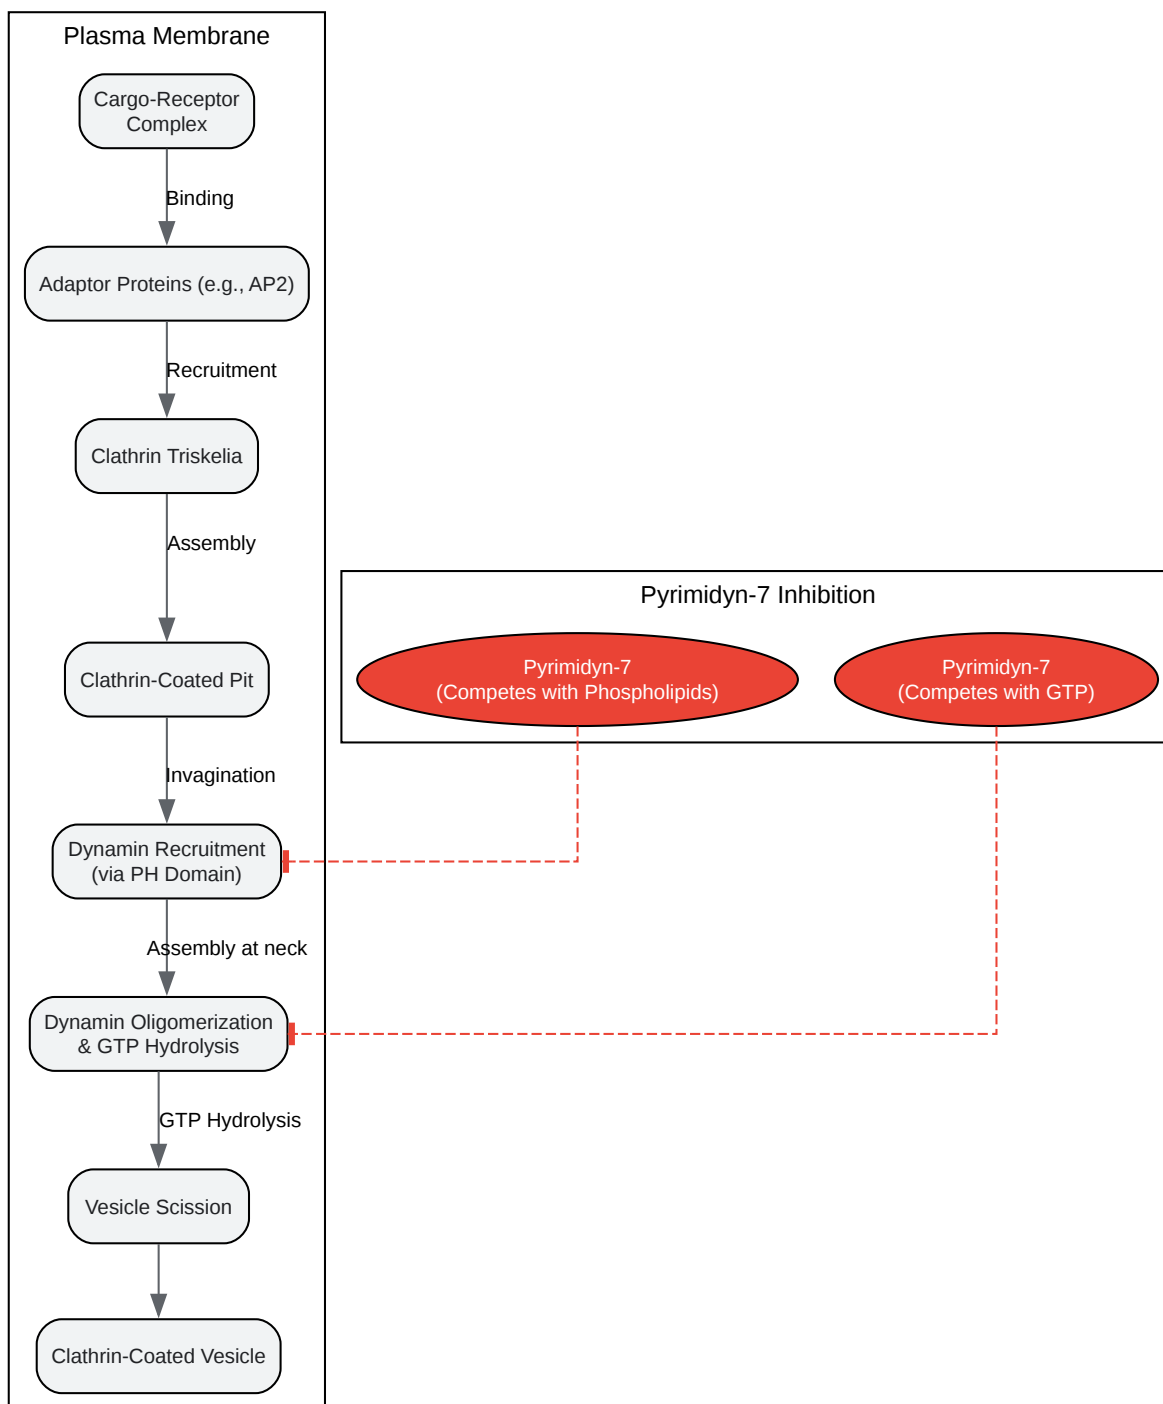 Plasma Membrane
Cargo-Receptor
Complex
Binding
Adaptor Proteins (e.g., AP2)
Recruitment
Clathrin Triskelia
Assembly
Clathrin-Coated Pit
Invagination
Dynamin Recruitment
(via PH Domain)
Assembly at neck
Dynamin Oligomerization
& GTP Hydrolysis
GTP Hydrolysis
Vesicle Scission
Clathrin-Coated Vesicle
Pyrimidyn-7 Inhibition
Pyrimidyn-7
(Competes with Phospholipids)
Pyrimidyn-7
(Competes with GTP)